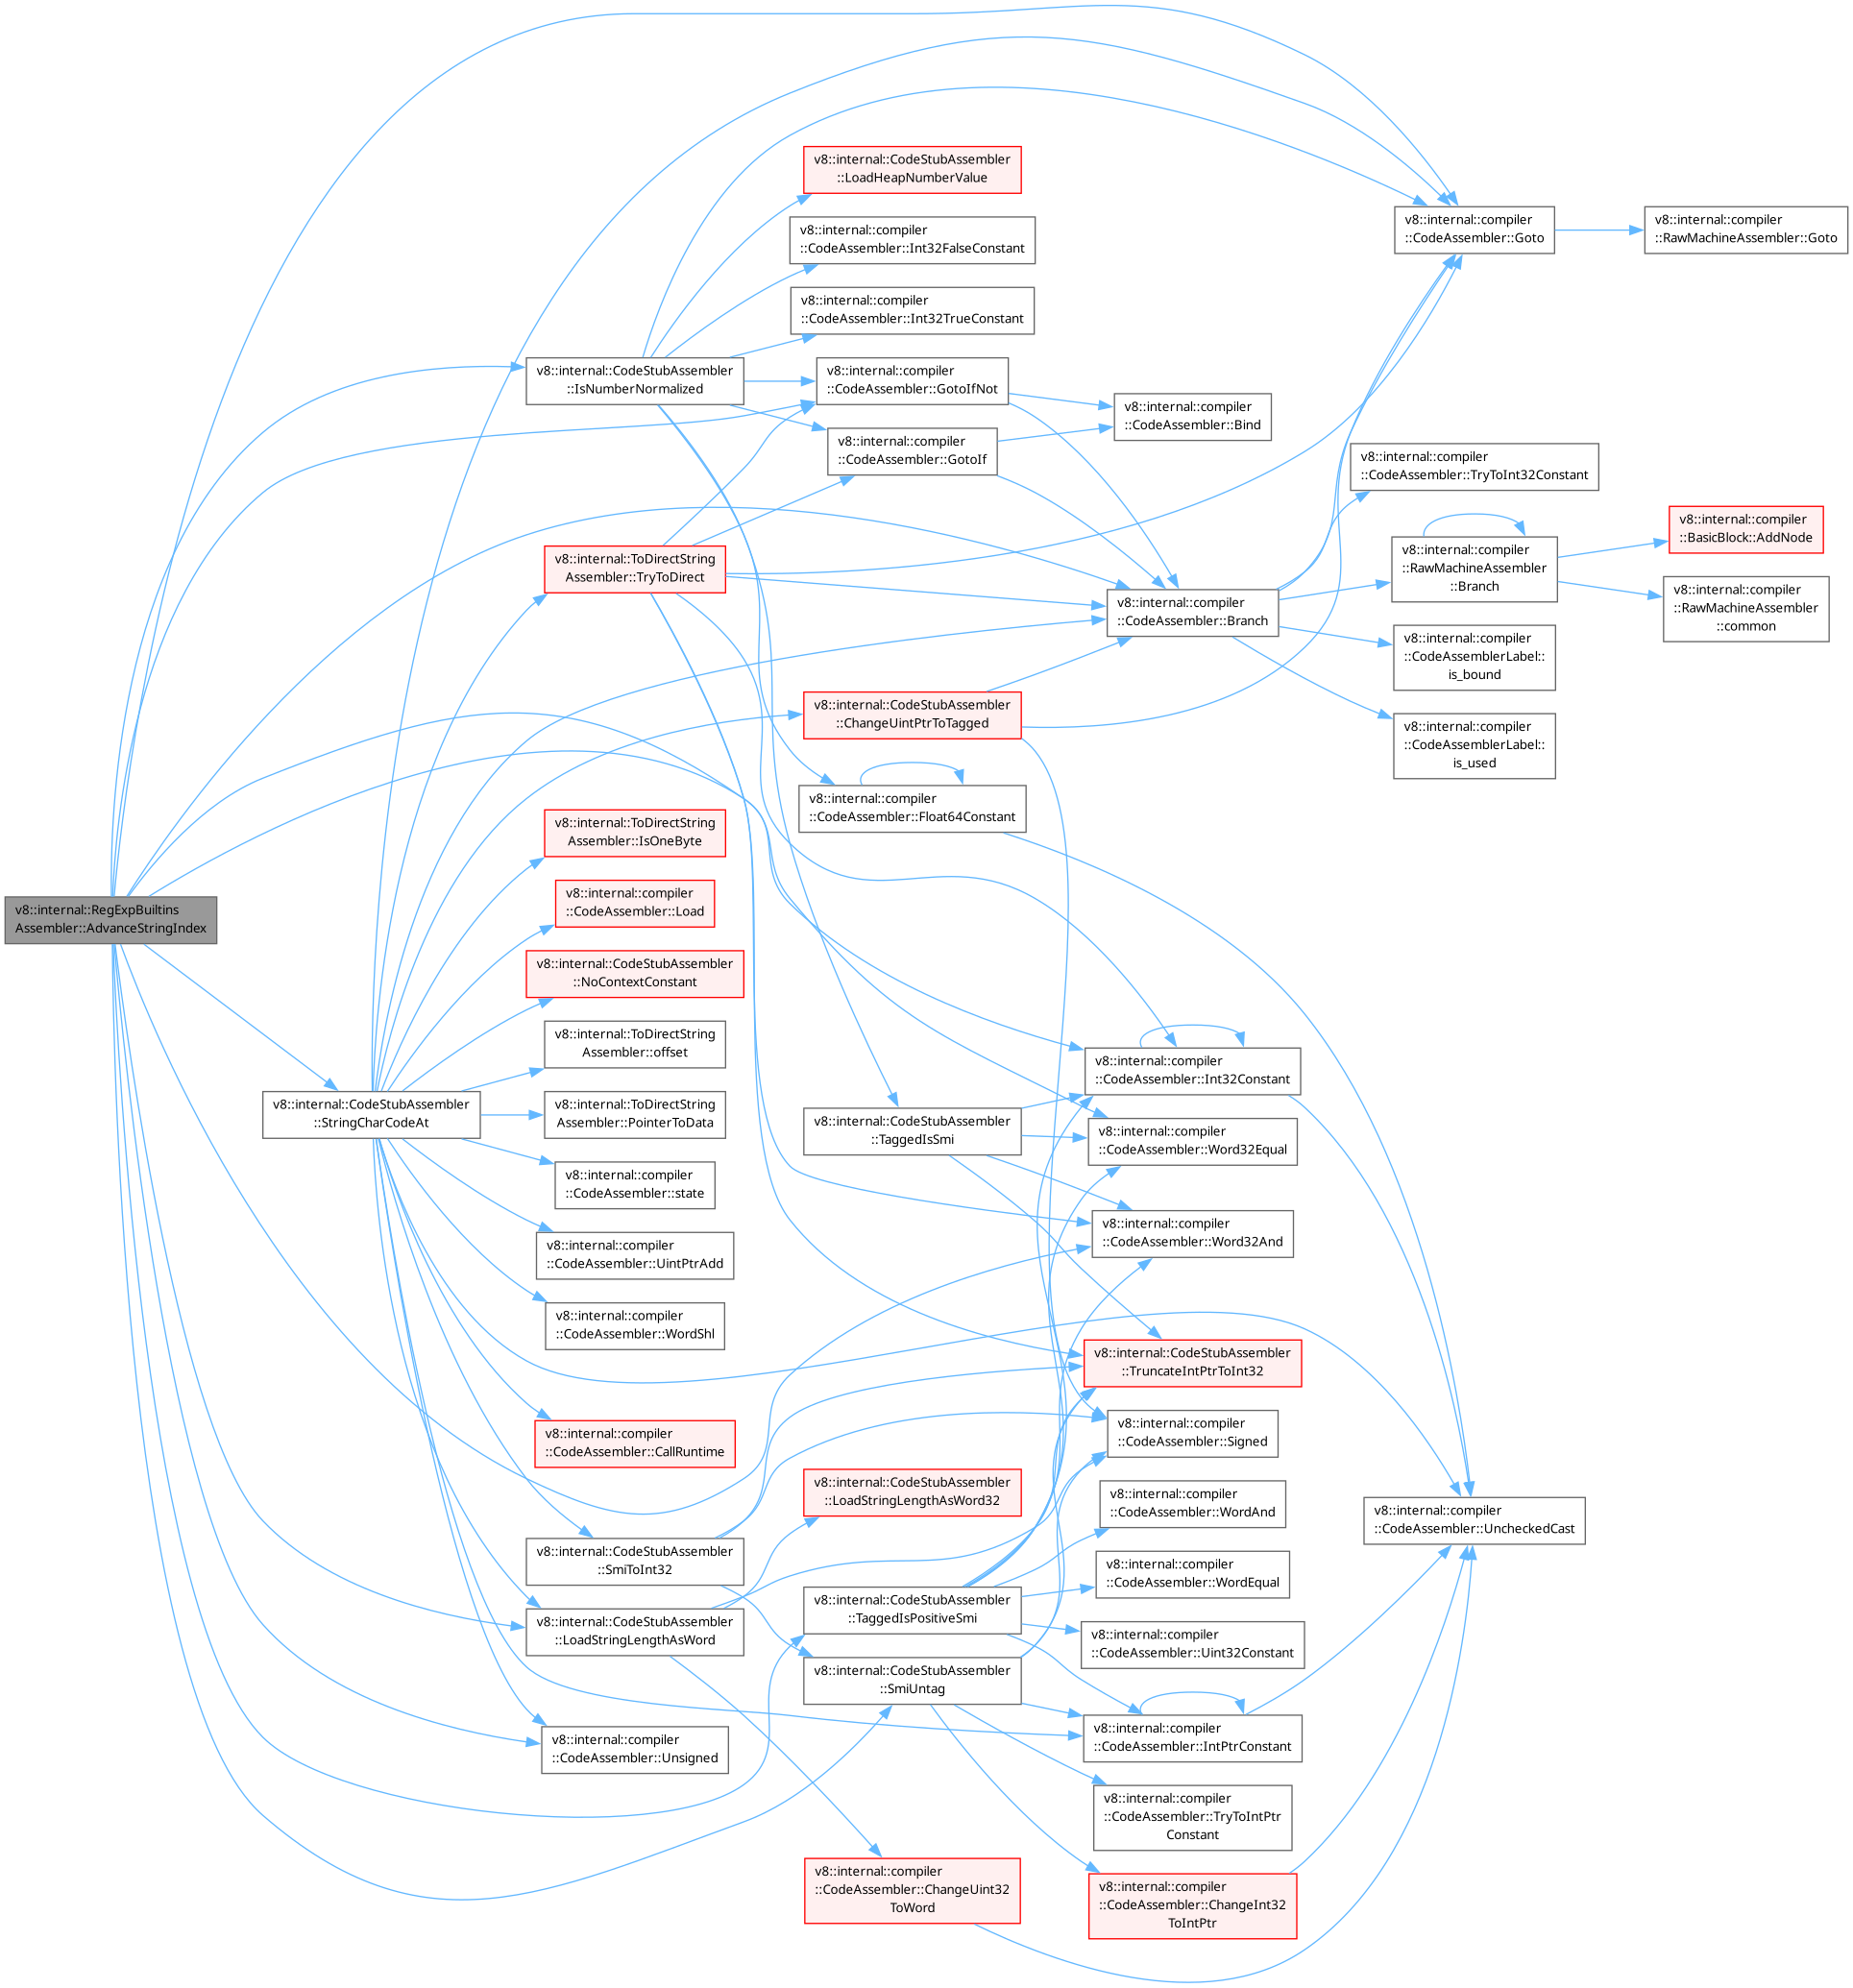 v8::internal::RegExpBuiltins
Assembler::AdvanceStringIndex
v8::internal::CodeStubAssembler
::IsNumberNormalized
v8::internal::ToDirectString
Assembler::TryToDirect
v8::internal::ToDirectString
Assembler::IsOneByte
v8::internal::compiler
::CodeAssembler::Load
v8::internal::CodeStubAssembler
::NoContextConstant
v8::internal::ToDirectString
Assembler::offset
v8::internal::CodeStubAssembler
::StringCharCodeAt
v8::internal::ToDirectString
Assembler::PointerToData
v8::internal::compiler
::CodeAssembler::state
v8::internal::compiler
::CodeAssembler::UintPtrAdd
v8::internal::compiler
::CodeAssembler::WordShl
v8::internal::compiler
::CodeAssembler::CallRuntime
v8::internal::CodeStubAssembler
::SmiToInt32
v8::internal::CodeStubAssembler
::LoadStringLengthAsWord
v8::internal::compiler
::CodeAssembler::Unsigned
v8::internal::CodeStubAssembler
::LoadHeapNumberValue
v8::internal::compiler
::CodeAssembler::Int32FalseConstant
v8::internal::compiler
::CodeAssembler::Int32TrueConstant
v8::internal::compiler
::CodeAssembler::GotoIfNot
v8::internal::compiler
::CodeAssembler::GotoIf
v8::internal::CodeStubAssembler
::ChangeUintPtrToTagged
v8::internal::compiler
::CodeAssembler::Float64Constant
v8::internal::CodeStubAssembler
::TaggedIsSmi
v8::internal::CodeStubAssembler
::LoadStringLengthAsWord32
v8::internal::CodeStubAssembler
::TaggedIsPositiveSmi
v8::internal::CodeStubAssembler
::SmiUntag
v8::internal::compiler
::CodeAssembler::ChangeUint32
ToWord
v8::internal::compiler
::CodeAssembler::Bind
v8::internal::compiler
::CodeAssembler::Branch
v8::internal::compiler
::CodeAssembler::Int32Constant
v8::internal::compiler
::CodeAssembler::Word32Equal
v8::internal::compiler
::CodeAssembler::Word32And
v8::internal::CodeStubAssembler
::TruncateIntPtrToInt32
v8::internal::compiler
::CodeAssembler::Signed
v8::internal::compiler
::CodeAssembler::WordAnd
v8::internal::compiler
::CodeAssembler::WordEqual
v8::internal::compiler
::CodeAssembler::Uint32Constant
v8::internal::compiler
::CodeAssembler::IntPtrConstant
v8::internal::compiler
::CodeAssembler::TryToIntPtr
Constant
v8::internal::compiler
::CodeAssembler::ChangeInt32
ToIntPtr
v8::internal::compiler
::CodeAssembler::Goto
v8::internal::compiler
::CodeAssembler::TryToInt32Constant
v8::internal::compiler
::RawMachineAssembler
::Branch
v8::internal::compiler
::CodeAssemblerLabel::
is_bound
v8::internal::compiler
::CodeAssemblerLabel::
is_used
v8::internal::compiler
::CodeAssembler::UncheckedCast
v8::internal::compiler
::RawMachineAssembler::Goto
v8::internal::compiler
::BasicBlock::AddNode
v8::internal::compiler
::RawMachineAssembler
::common